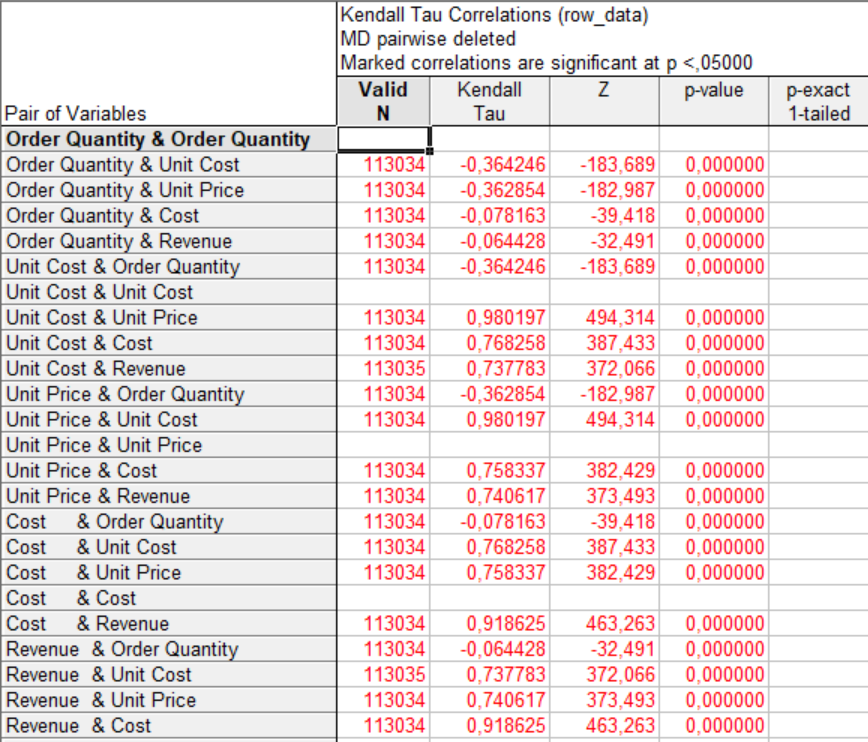 Kendall Tau Correlations (row_data)
MD pairwise deleted
Marked correlations are significant at p <,05000
Pair of Variables Valid N Kendall Tau Z p-value p-exact 1-tailed
Order Quantity & Order Quantity
Order Quantity & Unit Cost 113034 -0,364246 -183,689 0,000000
Order Quantity & Unit Price 113034 -0,362854 -182,987 0,000000
Order Quantity & Cost 113034 -0,078163 -39,418 0,000000
Order Quantity & Revenue 113034 -0,064428 -32,491 0,000000
Unit Cost & Order Quantity 113034 -0,364246 -183,689 0,000000
Unit Cost & Unit Cost
Unit Cost & Unit Price 113034 0,980197 494,314 0,000000
Unit Cost & Cost 113034 0,768258 387,433 0,000000
Unit Cost & Revenue 113035 0,737783 372,066 0,000000
Unit Price & Order Quantity 113034 -0,362854 -182,987 0,000000
Unit Price & Unit Cost 113034 0,980197 494,314 0,000000
Unit Price & Unit Price
Unit Price & Cost 113034 0,758337 382,429 0,000000
Unit Price & Revenue 113034 0,740617 373,493 0,000000
Cost & Order Quantity 113034 -0,078163 -39,418 0,000000
Cost & Unit Cost 113034 0,768258 387,433 0,000000
Cost & Unit Price 113034 0,758337 382,429 0,000000
Cost & Cost
Cost & Revenue 113034 0,918625 463,263 0,000000
Revenue & Order Quantity 113034 -0,064428 -32,491 0,000000
Revenue & Unit Cost 113035 0,737783 372,066 0,000000
Revenue & Unit Price 113034 0,740617 373,493 0,000000
Revenue & Cost 113034 0,918625 463,263 0,000000